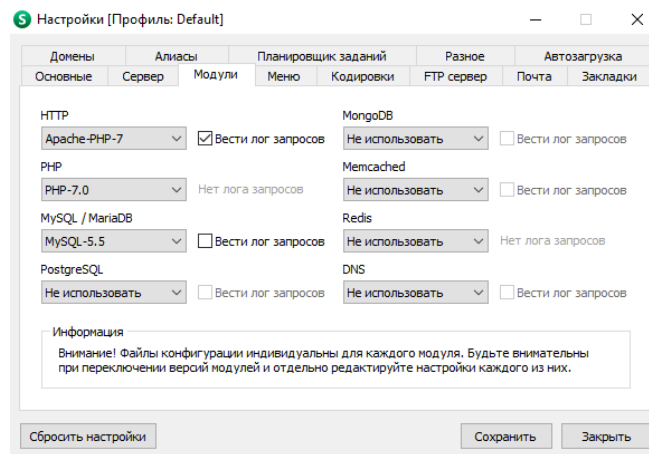 Настройки [Профиль: Default]
Домены Алиасы Планировщик заданий Разное Автозагрузка
Основные Сервер Модули Меню Кодировки FTP сервер Почта Закладки
HTTP MongoDB
Apache-PHP-7 Вести лог запросов Не использовать Вести лог запросов
PHP Memcached
PHP-7.0 Нет лога запросов Не использовать Вести лог запросов
MySQL / MariaDB Redis
MySQL-5.5 Вести лог запросов Не использовать Нет лога запросов
PostgreSQL DNS
Не использовать Вести лог запросов Не использовать Вести лог запросов
Информация
Внимание! Файлы конфигурации индивидуальны для каждого модуля. Будьте внимательны
при переключении версий модулей и отдельно редактируйте настройки каждого из них.
Сбросить настройки Сохранить Закрыть